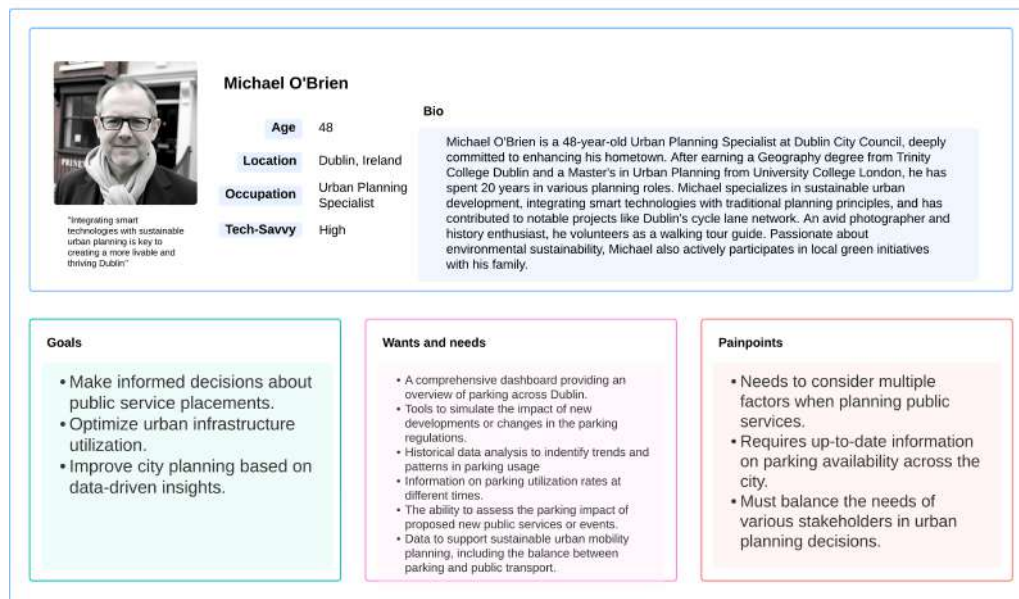 Michael O'Brien
Age
48
Location
Dublin, Ireland
Occupation
Urban Planning
Specialist
Tech-Savvy
High
"Integrating smart
technologies with sustainable
urban planning is key to
creating a more livable and
thriving Dublin"
Bio
Michael O'Brien is a 48-year-old Urban Planning Specialist at Dublin City Council, deeply
committed to enhancing his hometown. After earning a Geography degree from Trinity
College Dublin and a Master's in Urban Planning from University College London, he has
spent 20 years in various planning roles. Michael specializes in sustainable urban
development, integrating smart technologies with traditional planning principles, and has
contributed to notable projects like Dublin's cycle lane network. An avid photographer and
history enthusiast, he volunteers as a walking tour guide. Passionate about
environmental sustainability, Michael also actively participates in local green initiatives
with his family.
Goals
• Make informed decisions about
public service placements.
• Optimize urban infrastructure
utilization.
• Improve city planning based on
data-driven insights.
Wants and needs
• A comprehensive dashboard providing an
overview of parking across Dublin.
• Tools to simulate the impact of new
developments or changes in the parking
regulations.
• Historical data analysis to indentify trends and
patterns in parking usage
• Information on parking utilization rates at
different times.
• The ability to assess the parking impact of
proposed new public services or events.
• Data to support sustainable urban mobility
planning, including the balance between
parking and public transport.
Painpoints
• Needs to consider multiple
factors when planning public
services.
• Requires up-to-date information
on parking availability across the
city.
• Must balance the needs of
various stakeholders in urban
planning decisions.